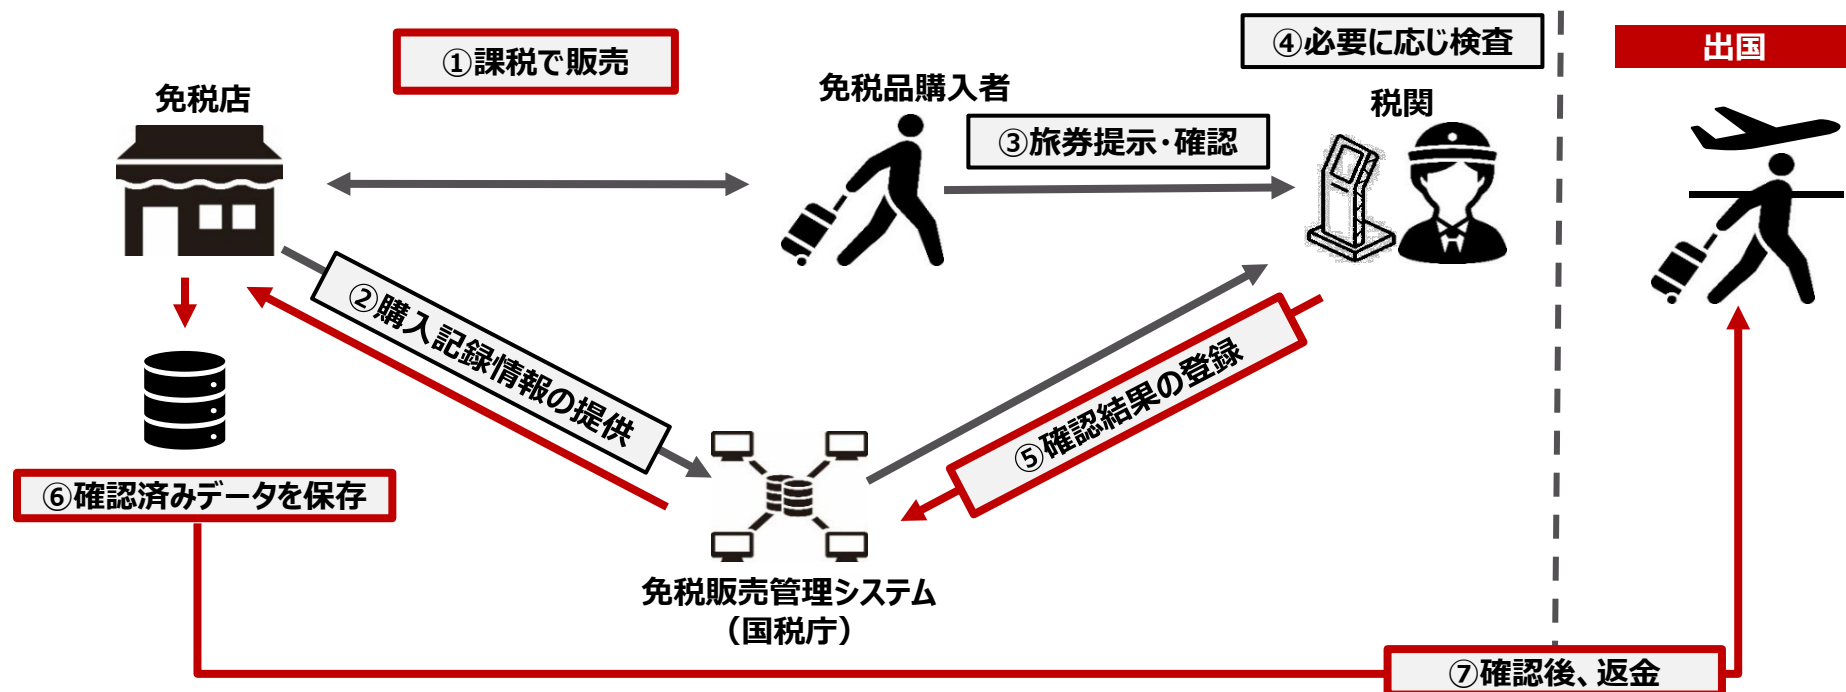 ①課税で販売
④必要に応じ検査
出国
免税店
免税品購入者
税関
③旅券提示・確認
②購入記録情報の提供
⑤確認結果の登録
⑥確認済みデータを保存
免税販売管理システム
（国税庁）
⑦確認後、返金